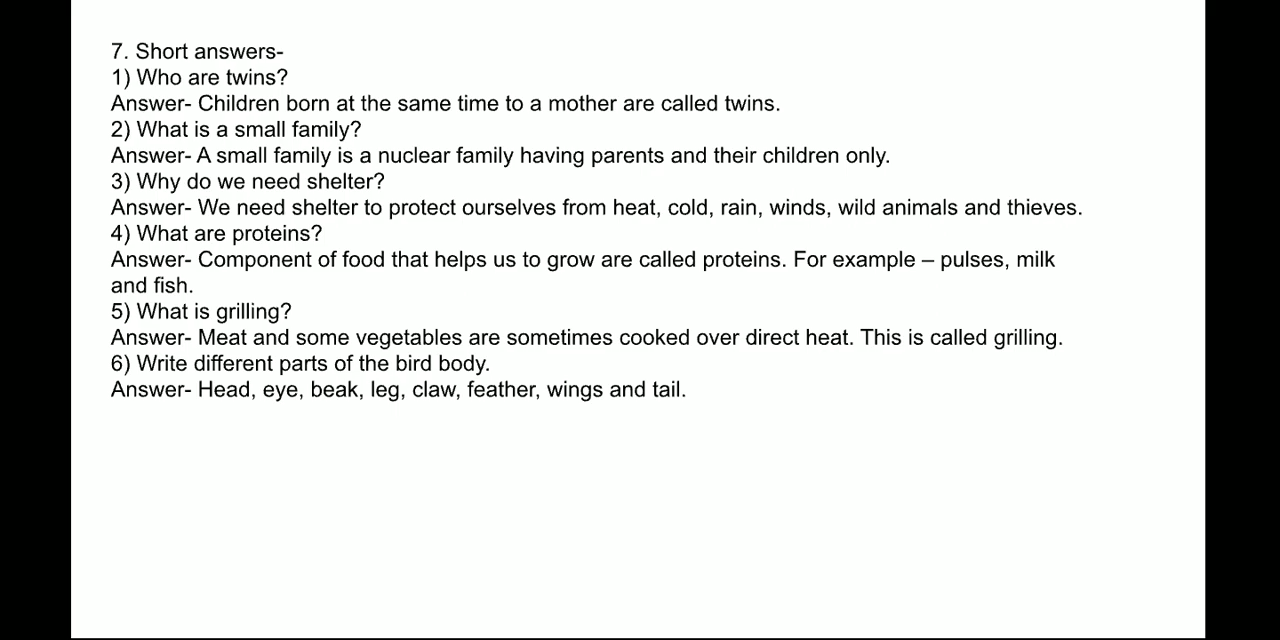 7. Short answers-
1) Who are twins?
Answer- Children born at the same time to a mother are called twins.
2) What is a small family?
Answer- A small family is a nuclear family having parents and their children only.
3) Why do we need shelter?
Answer- We need shelter to protect ourselves from heat, cold, rain, winds, wild animals and thieves.
4) What are proteins?
Answer- Component of food that helps us to grow are called proteins. For example – pulses, milk
and fish.
5) What is grilling?
Answer- Meat and some vegetables are sometimes cooked over direct heat. This is called grilling.
6) Write different parts of the bird body.
Answer- Head, eye, beak, leg, claw, feather, wings and tail.